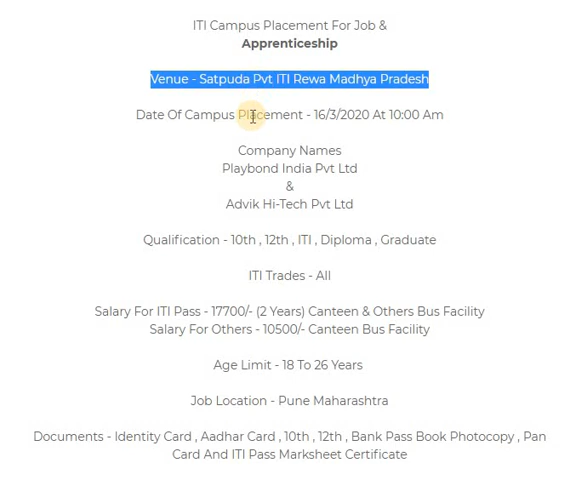 ITI Campus Placement For Job &
Apprenticeship
Venue - Satpuda Pvt ITI Rewa Madhya Pradesh
Date Of Campus Placement - 16/3/2020 At 10:00 Am
Company Names
Playbond India Pvt Ltd
&
Advik Hi-Tech Pvt Ltd
Qualification - 10th , 12th , ITI , Diploma , Graduate
ITI Trades - All
Salary For ITI Pass - 17700/- (2 Years) Canteen & Others Bus Facility
Salary For Others - 10500/- Canteen Bus Facility
Age Limit - 18 To 26 Years
Job Location - Pune Maharashtra
Documents - Identity Card , Aadhar Card , 10th , 12th , Bank Pass Book Photocopy , Pan
Card And ITI Pass Marksheet Certificate